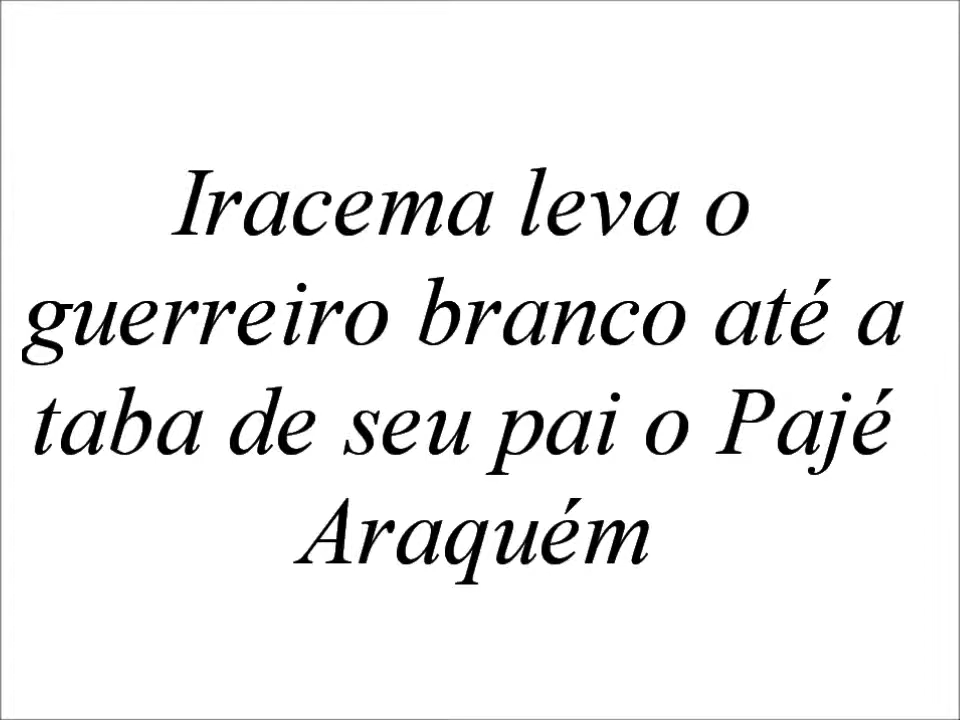 Iracema leva o
guerreiro branco até a
taba de seu pai o Pajé
Araquém